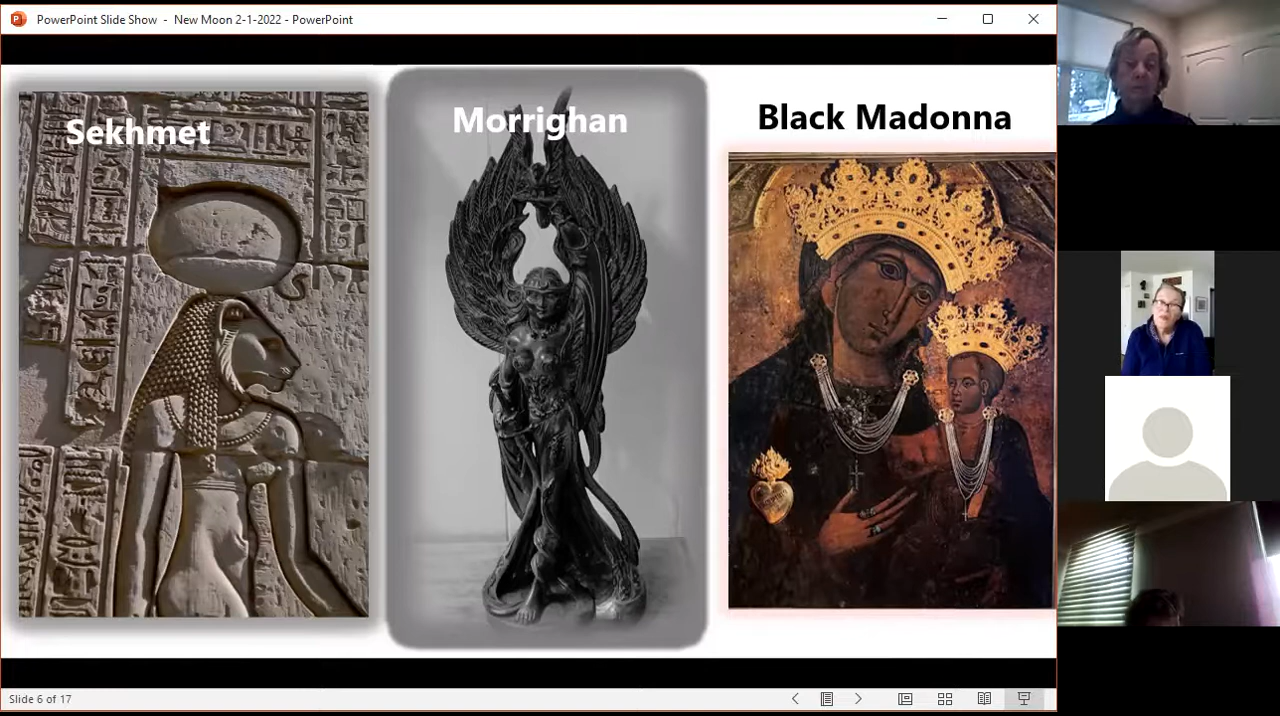 PowerPoint Slide Show - New Moon 2-1-2022 - PowerPoint
Sekhmet
Morrighan
Black Madonna
Slide 6 of 17